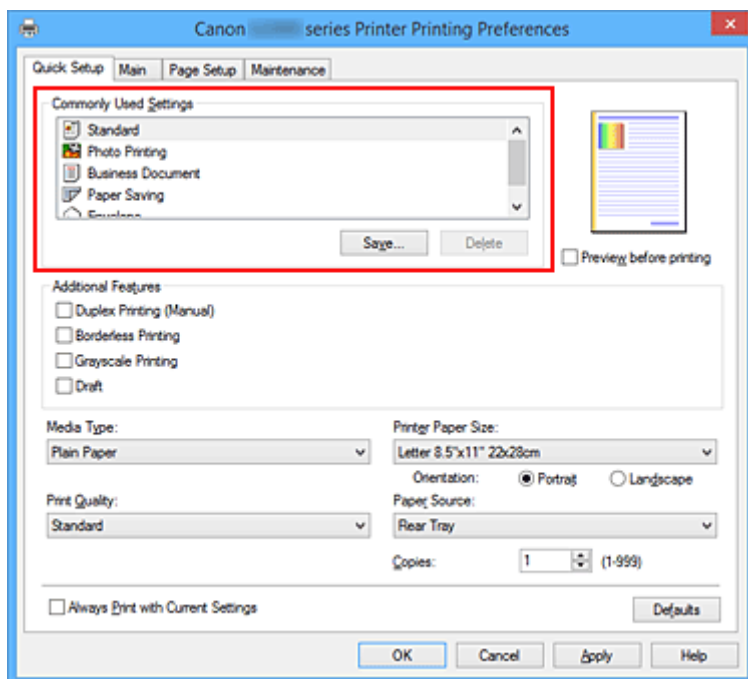 Canon series Printer Printing Preferences
Quick Setup Main Page Setup Maintenance
Commonly Used Settings
Standard
Photo Printing
Business Document
Paper Saving
Envelope
Save... Delete
Preview before printing
Additional Features
Duplex Printing (Manual)
Borderless Printing
Grayscale Printing
Draft
Media Type:
Plain Paper
Printer Paper Size:
Letter 8.5"x11" 22x28cm
Orientation: Portrait Landscape
Print Quality:
Standard
Paper Source:
Rear Tray
Copies: 1 (1-999)
Always Print with Current Settings
Defaults
OK Cancel Apply Help